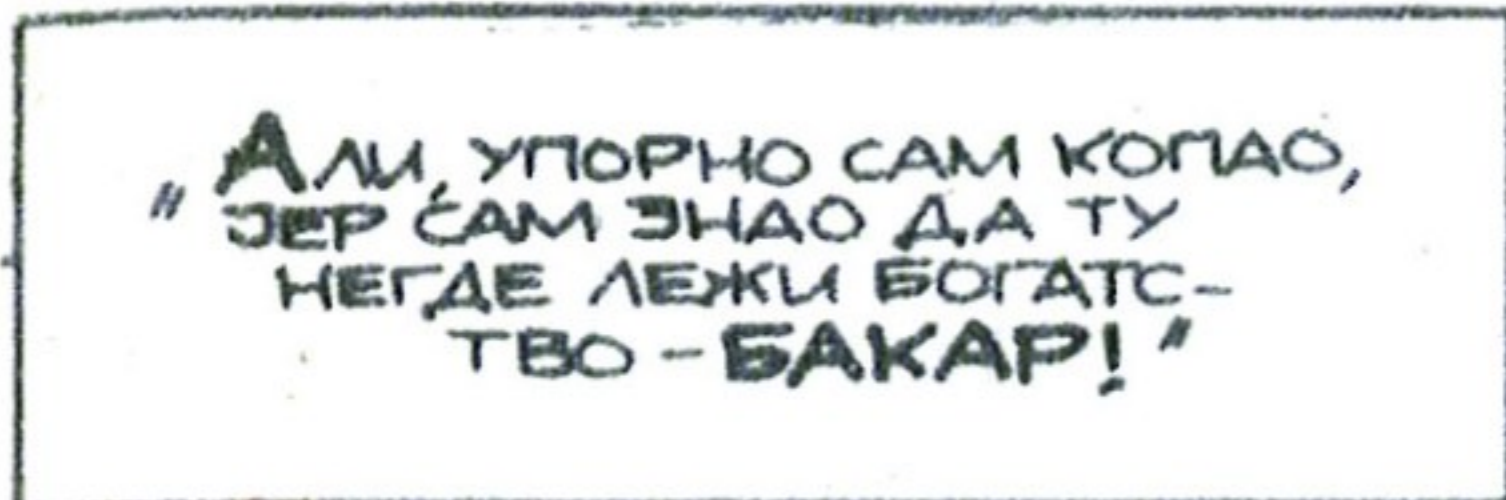 „АЛИ, УПОРНО САМ КОПАО,
ЈЕР САМ ЗНАО ДА ТУ
НЕГДЕ ЛЕЖИ БОГАТС-
ТВО - БАКАР!”